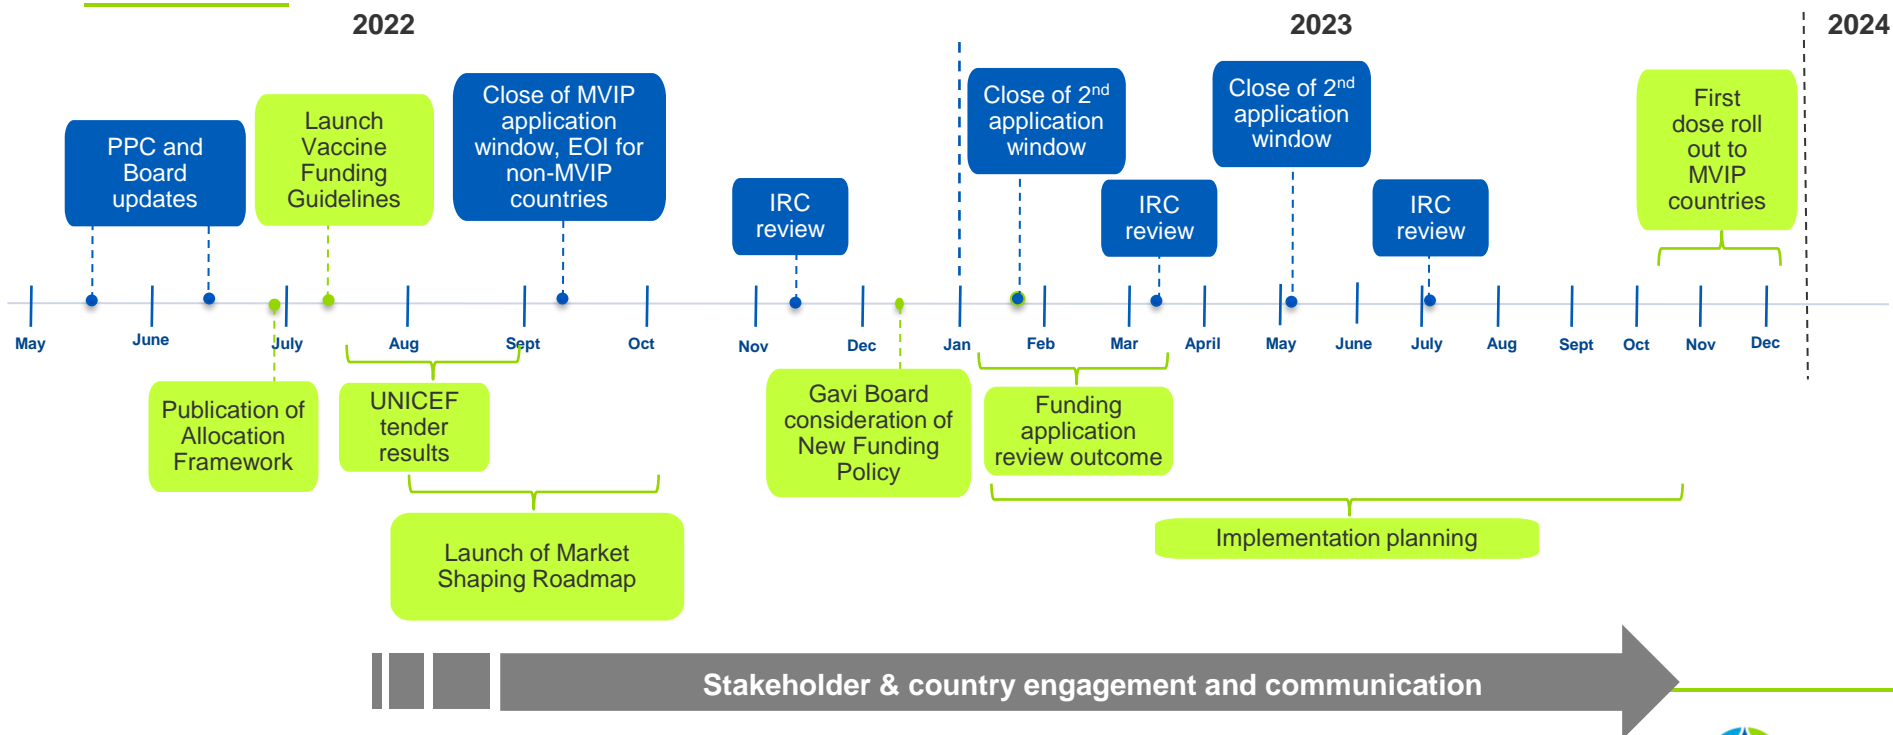 2022
2023
2024
PPC and
Board
updates
Launch
Vaccine
Funding
Guidelines
Close of MVIP
application
window, EOI for
non-MVIP
countries
IRC
review
Close of 2nd
application
window
IRC
review
Close of 2nd
application
window
IRC
review
First
dose roll
out to
MVIP
countries
May
June
July
Aug
Sept
Oct
Nov
Dec
Jan
Feb
Mar
April
May
June
July
Aug
Sept
Oct
Nov
Dec
Publication of
Allocation
Framework
UNICEF
tender
results
Gavi Board
consideration of
New Funding
Policy
Funding
application
review outcome
Launch of Market
Shaping Roadmap
Implementation planning
Stakeholder & country engagement and communication